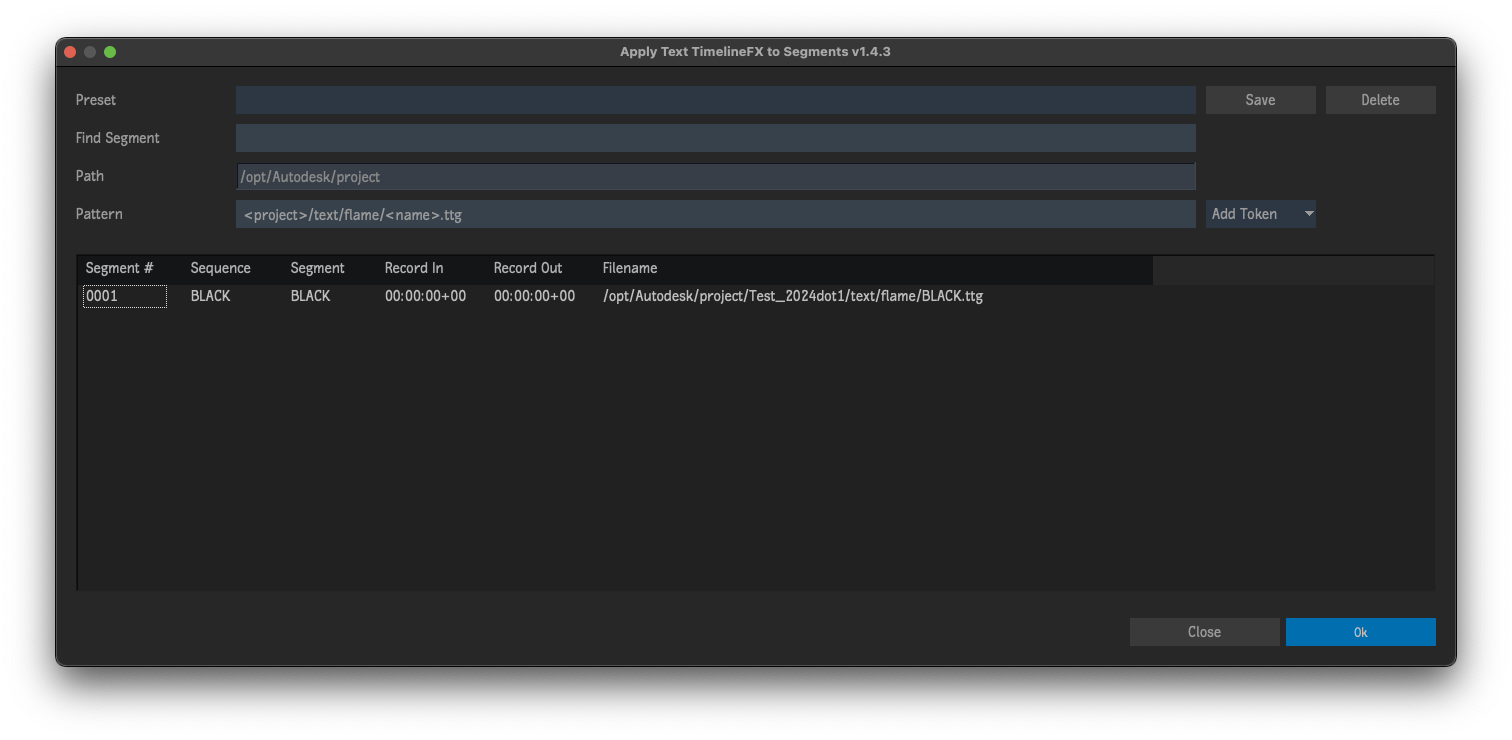 Apply Text TimelineFX to Segments v1.4.3
Preset Save Delete
Find Segment
Path /opt/Autodesk/project
Pattern <project>/text/flame/<name>.ttg Add Token
Segment # Sequence Segment Record In Record Out Filename
0001 BLACK BLACK 00:00:00+00 00:00:00+00 /opt/Autodesk/project/Test_2024dot1/text/flame/BLACK.ttg
Close Ok